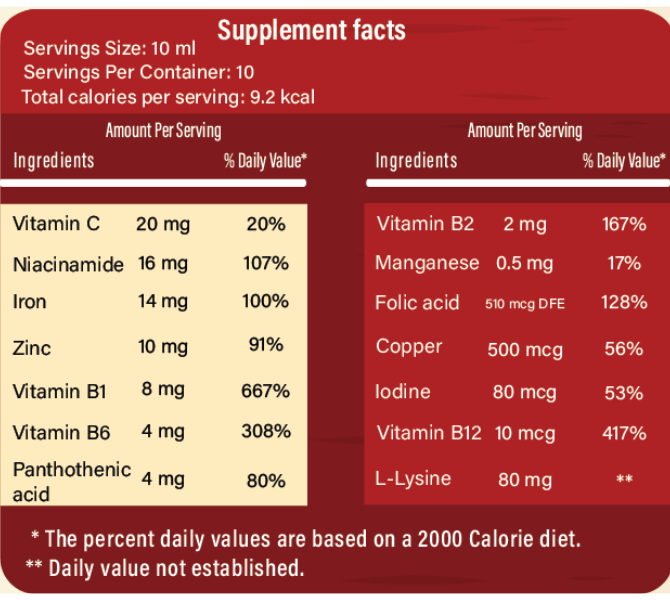 Supplement facts
Servings Size: 10 ml
Servings Per Container: 10
Total calories per serving: 9.2 kcal
Amount Per Serving
Ingredients % Daily Value*
Vitamin C 20 mg 20%
Niacinamide 16 mg 107%
Iron 14 mg 100%
Zinc 10 mg 91%
Vitamin B1 8 mg 667%
Vitamin B6 4 mg 308%
Panthothenic
acid 4 mg 80%
Amount Per Serving
Ingredients % Daily Value*
Vitamin B2 2 mg 167%
Manganese 0.5 mg 17%
Folic acid 510 mcg DFE 128%
Copper 500 mcg 56%
Iodine 80 mcg 53%
Vitamin B12 10 mcg 417%
L-Lysine 80 mg **
* The percent daily values are based on a 2000 Calorie diet.
** Daily value not established.